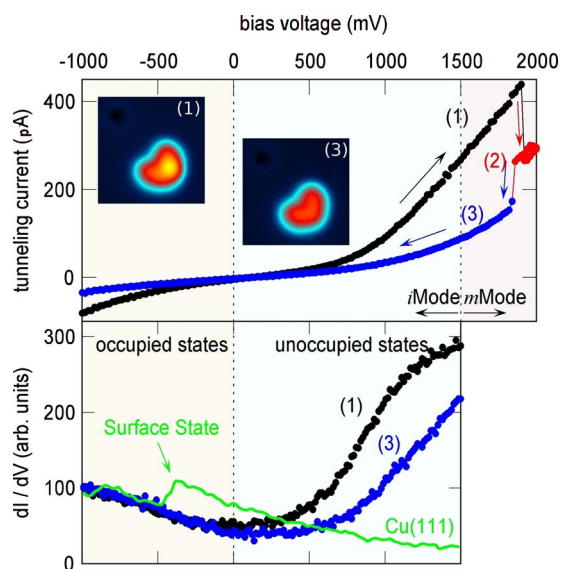 bias voltage (mV)
-1000 -500 0 500 1000 1500 2000
tunneling current (pA)
400
300
200
100
0
(1)
(3)
(1)
(2)
(3)
iMode mMode
dI / dV (arb. units)
300
200
100
0
occupied states
unoccupied states
Surface State
(1)
(3)
Cu(111)